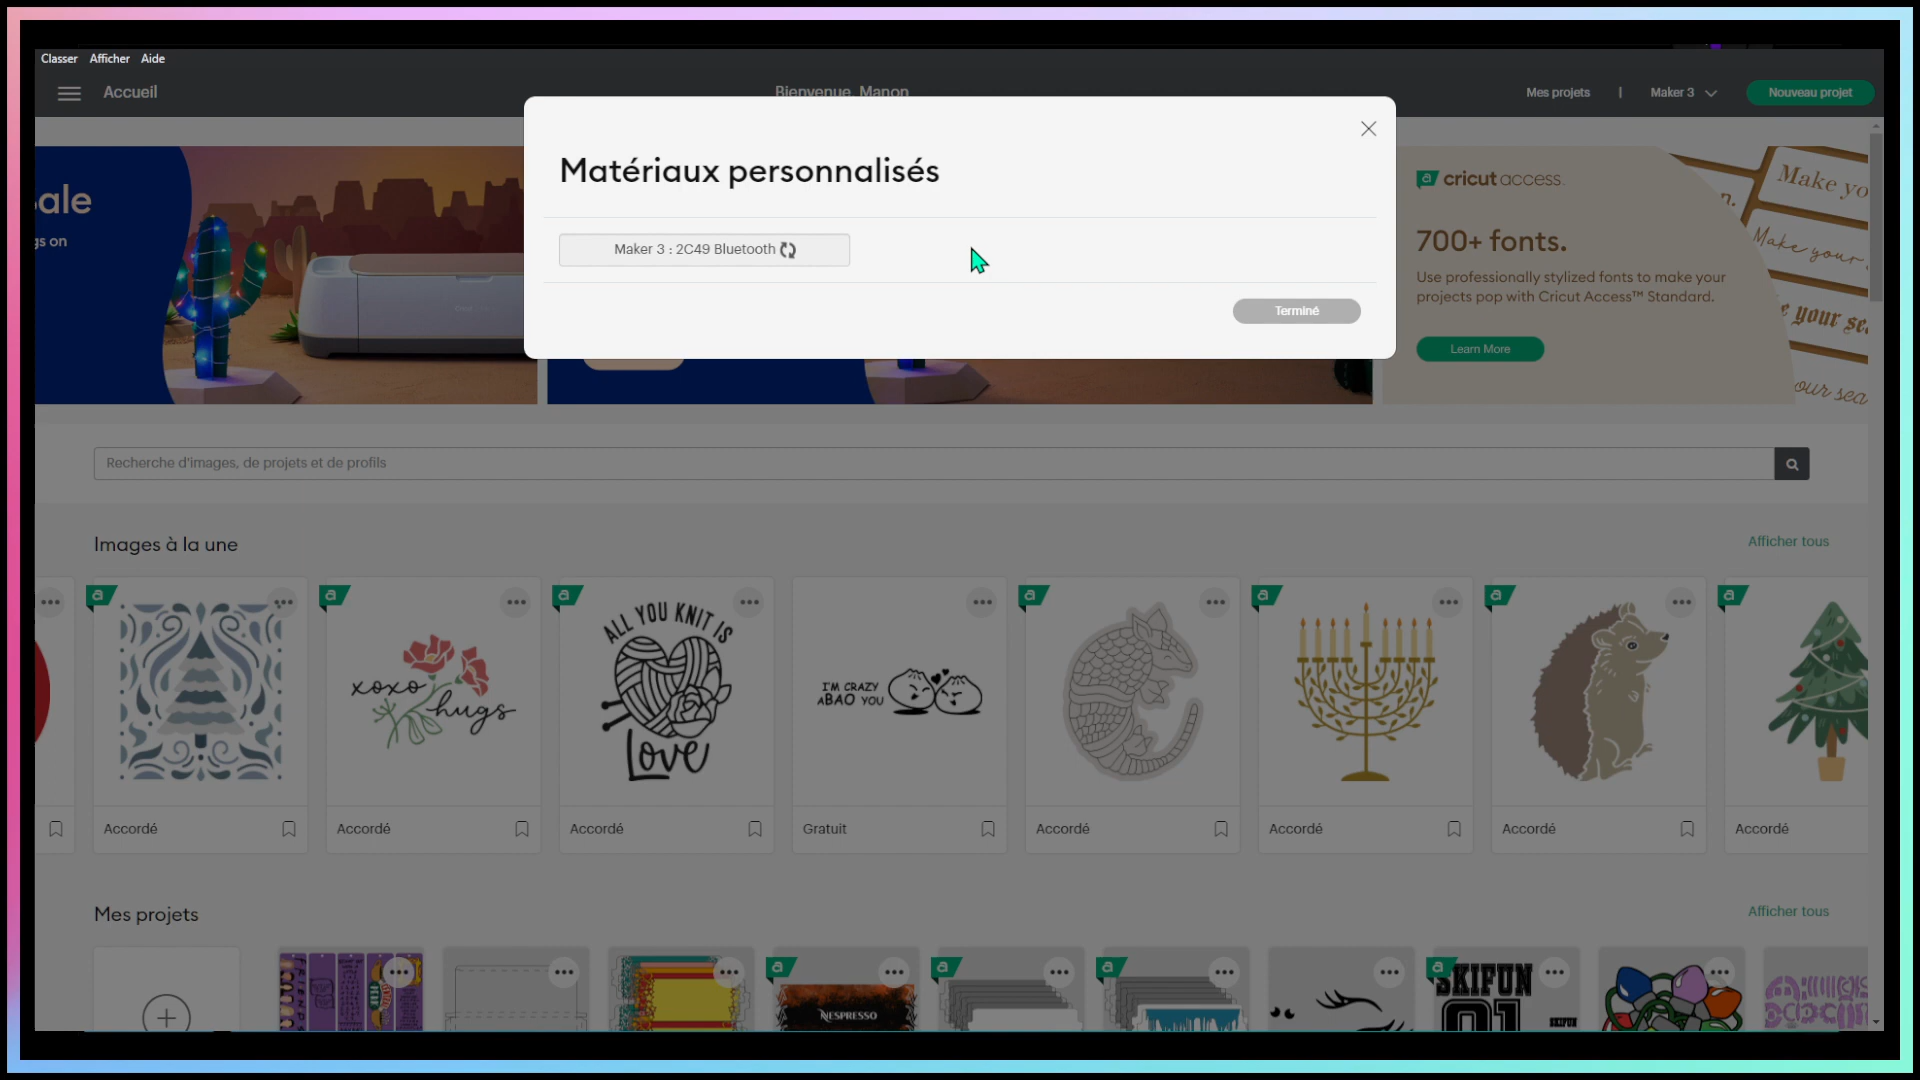 Classer Afficher Aide
Accueil
Bienvenue, Manon
Mes projets | Maker 3
Nouveau projet
Matériaux personnalisés
Maker 3 : 2C49 Bluetooth
Terminé
ale
gs on
a cricut access.
700+ fonts.
Use professionally stylized fonts to make your
projects pop with Cricut Access™ Standard.
Learn More
Make yo
n.
Make your
e your se
our sea
Recherche d'images, de projets et de profils
Images à la une
Afficher tous
xoxo
hugs
ALL YOU KNIT IS
Love
I'M CRAZY
aBAO YOU
Accordé
Accordé
Accordé
Gratuit
Accordé
Accordé
Accordé
Accordé
Mes projets
Afficher tous
NESPRESSO
SKIFUN
01
SKIFUN